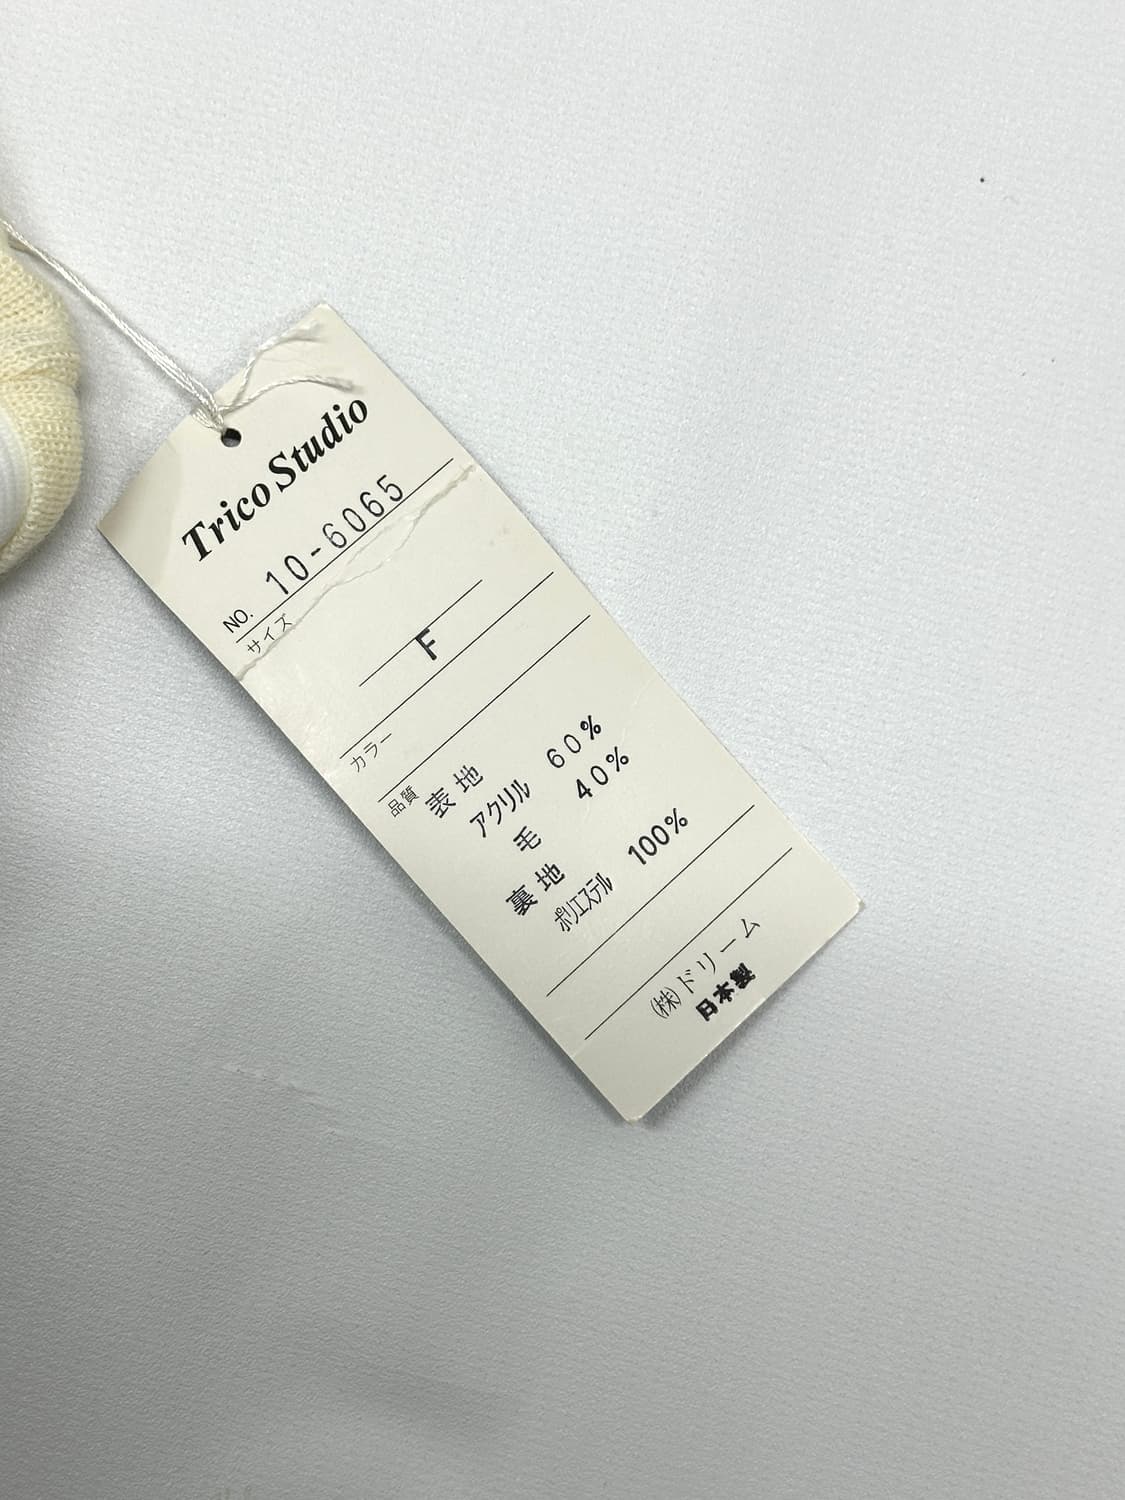 Trico Studio
NO. 10-6065
サイズ
F
カラー
品質 表地
アクリル 60%
毛 40%
裏地
ポリエステル 100%
㈱ドリーム
日本製